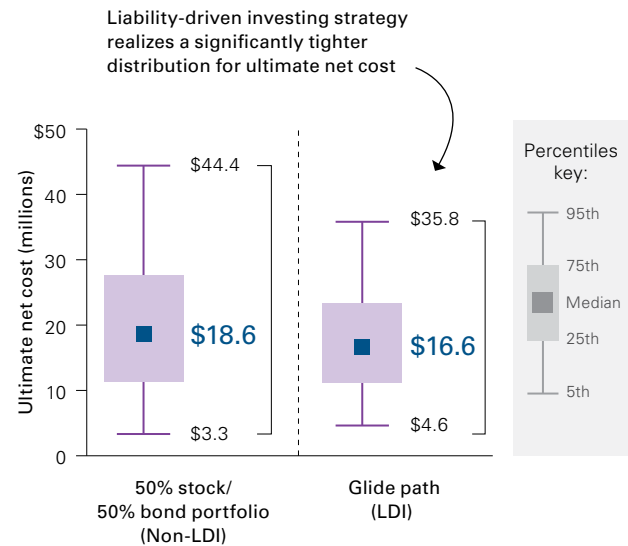 Liability-driven investing strategy
realizes a significantly tighter
distribution for ultimate net cost
Ultimate net cost (millions)
$50
40
30
20
10
0
$44.4
$18.6
$3.3
$35.8
$16.6
$4.6
50% stock/
50% bond portfolio
(Non-LDI)
Glide path
(LDI)
Percentiles
key:
95th
75th
Median
25th
5th